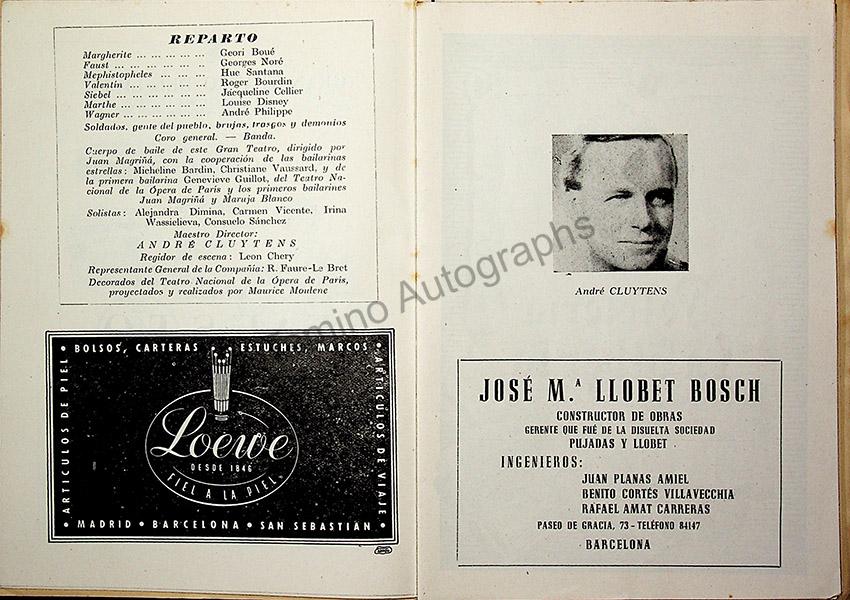 REPARTO
Margherite ... ... ... ... ... ... Geori Boué
Faust ... ... ... ... ... ... .. Georges Noré
Mephistopheles ... ... ... Huc Santana
Valentín ... ... ... ... ... ... Roger Bourdin
Siebel ... ... ... ... ... ... ... Jacqueline Cellier
Marthe ... ... ... ... ... ... Louise Disney
Wagner ... ... ... ... ... ... André Philippe
Soldados, gente del pueblo, brujas, trasgos y demonios
Coro general. — Banda.
Cuerpo de baile de este Gran Teatro, dirigido por
Juan Magriñá, con la cooperación de las bailarinas
estrellas: Micheline Bardin, Christiane Vaussard, y de
la primera bailarina Genevieve Guillot, del Teatro Na-
cional de la Ópera de París y los primeros bailarines
Juan Magriñá y Maruja Blanco
Solistas: Alejandra Dimina, Carmen Vicente, Irina
Wassielieva, Consuelo Sánchez
Maestro Director:
ANDRÉ CLUYTENS
Regidor de escena: Leon Chery
Representante General de la Compañía: R. Faure-Le Bret
Decorados del Teatro Nacional de la Ópera de París,
proyectados y realizados por Maurice Moulene
• BOLSOS, CARTERAS • ESTUCHES, MARCOS •
ARTICULOS DE PIEL
ARTICULOS DE VIAJE
Loewe
DESDE 1846
FIEL A LA PIEL
• MADRID • BARCELONA • SAN SEBASTIÁN •
André CLUYTENS
JOSÉ M.ª LLOBET BOSCH
CONSTRUCTOR DE OBRAS
GERENTE QUE FUÉ DE LA DISUELTA SOCIEDAD
PUJADAS Y LLOBET
INGENIEROS:
JUAN PLANAS AMIEL
BENITO CORTÉS VILLAVECCHIA
RAFAEL AMAT CARRERAS
PASEO DE GRACIA, 73 - TELÉFONO 84147
BARCELONA
Tamino Autographs